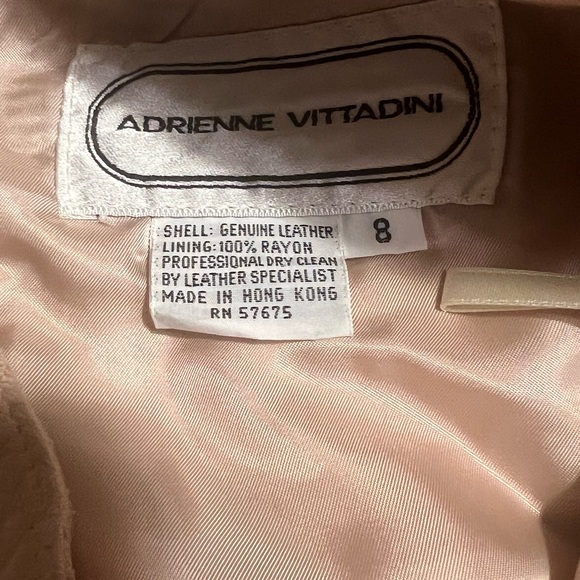 ADRIENNE VITTADINI
SHELL: GENUINE LEATHER
LINING: 100% RAYON
PROFESSIONAL DRY CLEAN
BY LEATHER SPECIALIST
MADE IN HONG KONG
RN 57675
8